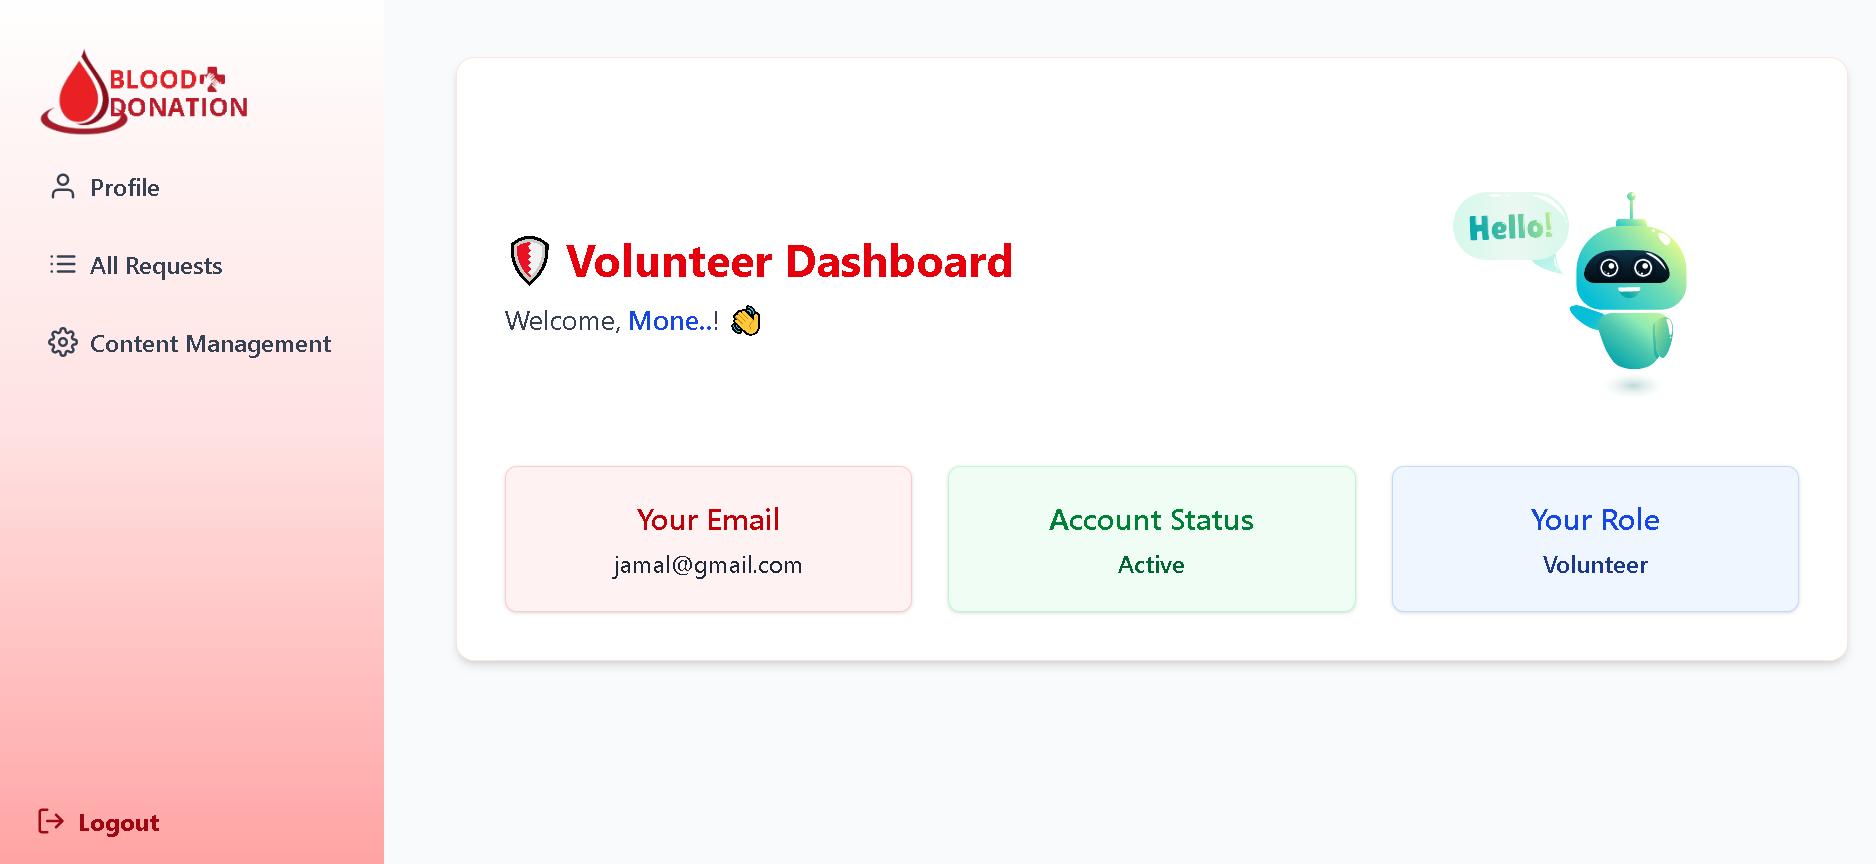 BLOOD
DONATION
Profile
All Requests
Content Management
Logout
Volunteer Dashboard
Welcome, Mone..! 👋
Hello!
Your Email
jamal@gmail.com
Account Status
Active
Your Role
Volunteer